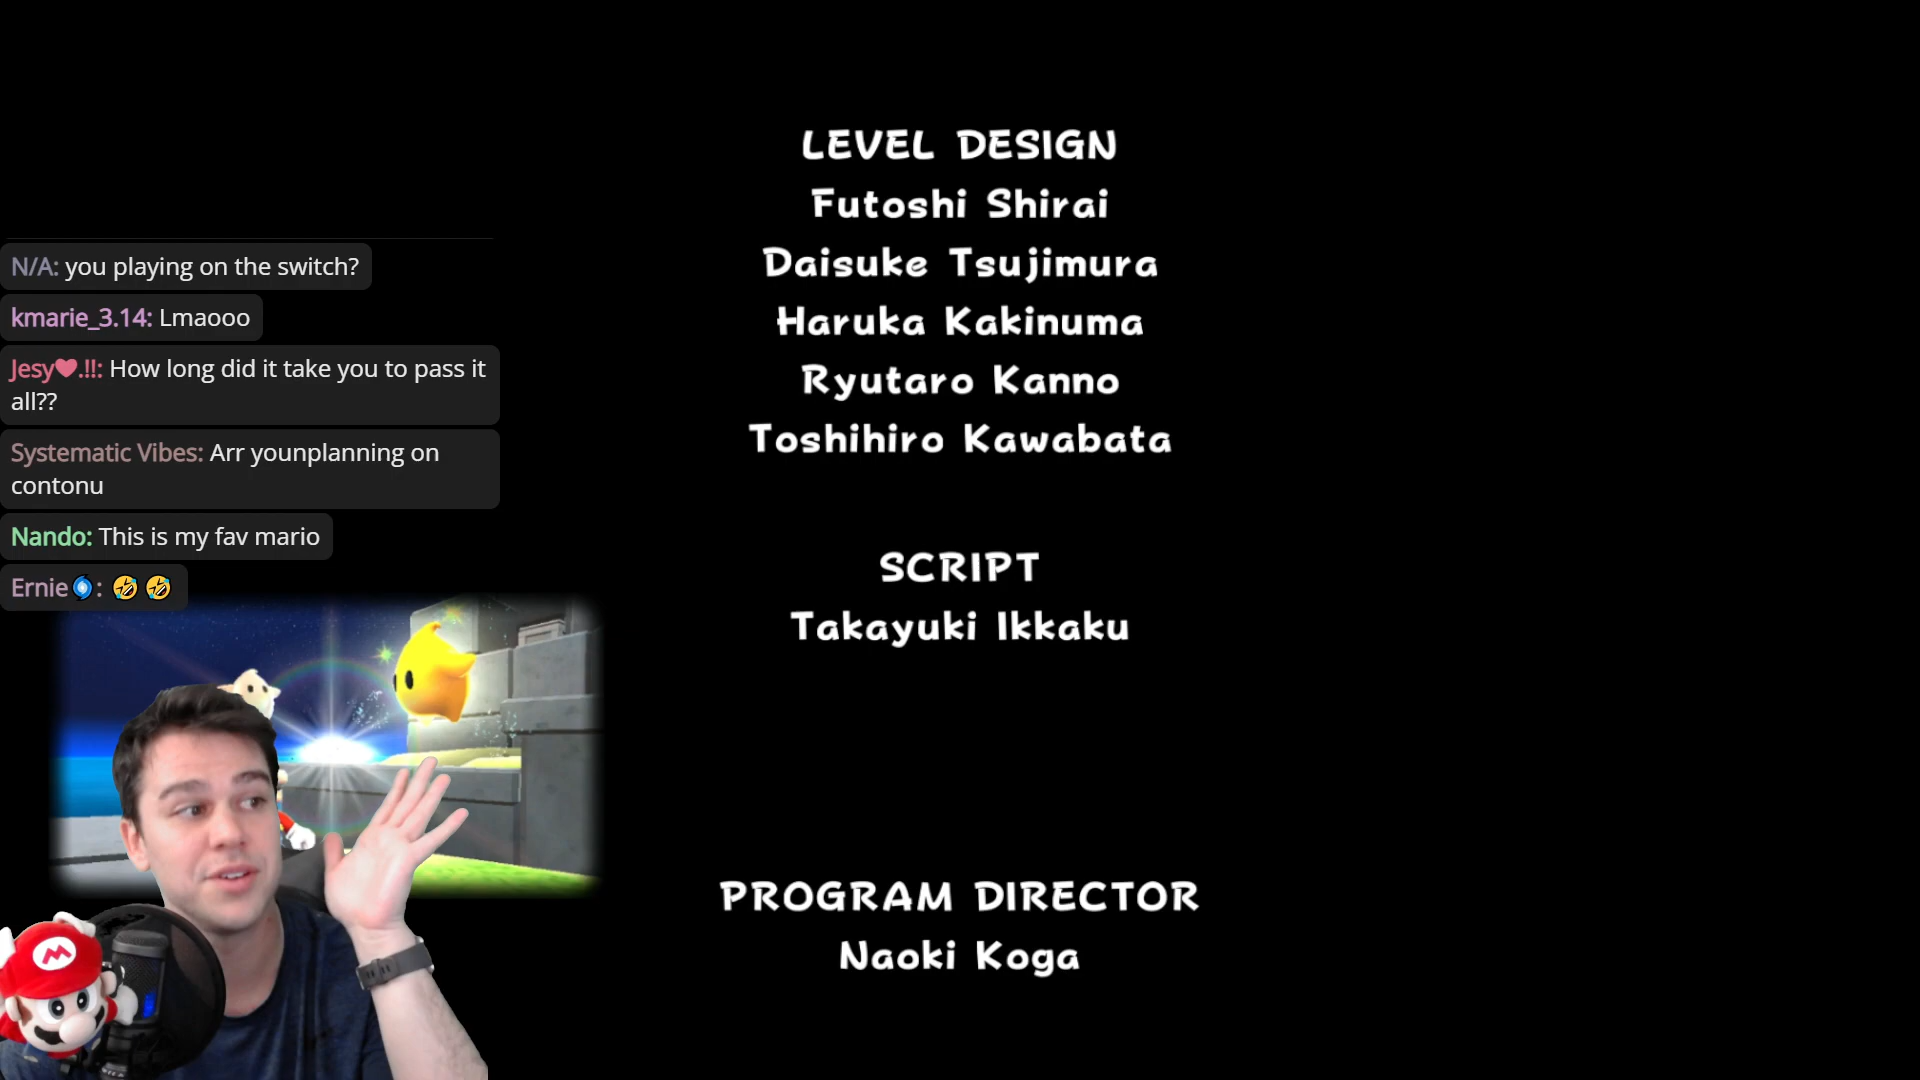 LEVEL DESIGN
Futoshi Shirai
Daisuke Tsujimura
Haruka Kakinuma
Ryutaro Kanno
Toshihiro Kawabata
SCRIPT
Takayuki Ikkaku
PROGRAM DIRECTOR
Naoki Koga
N/A: you playing on the switch?
kmarie_3.14: Lmaooo
Jesy❤.!!: How long did it take you to pass it
all??
Systematic Vibes: Arr younplanning on
contonu
Nando: This is my fav mario
Ernie🧿: 🤣🤣
M